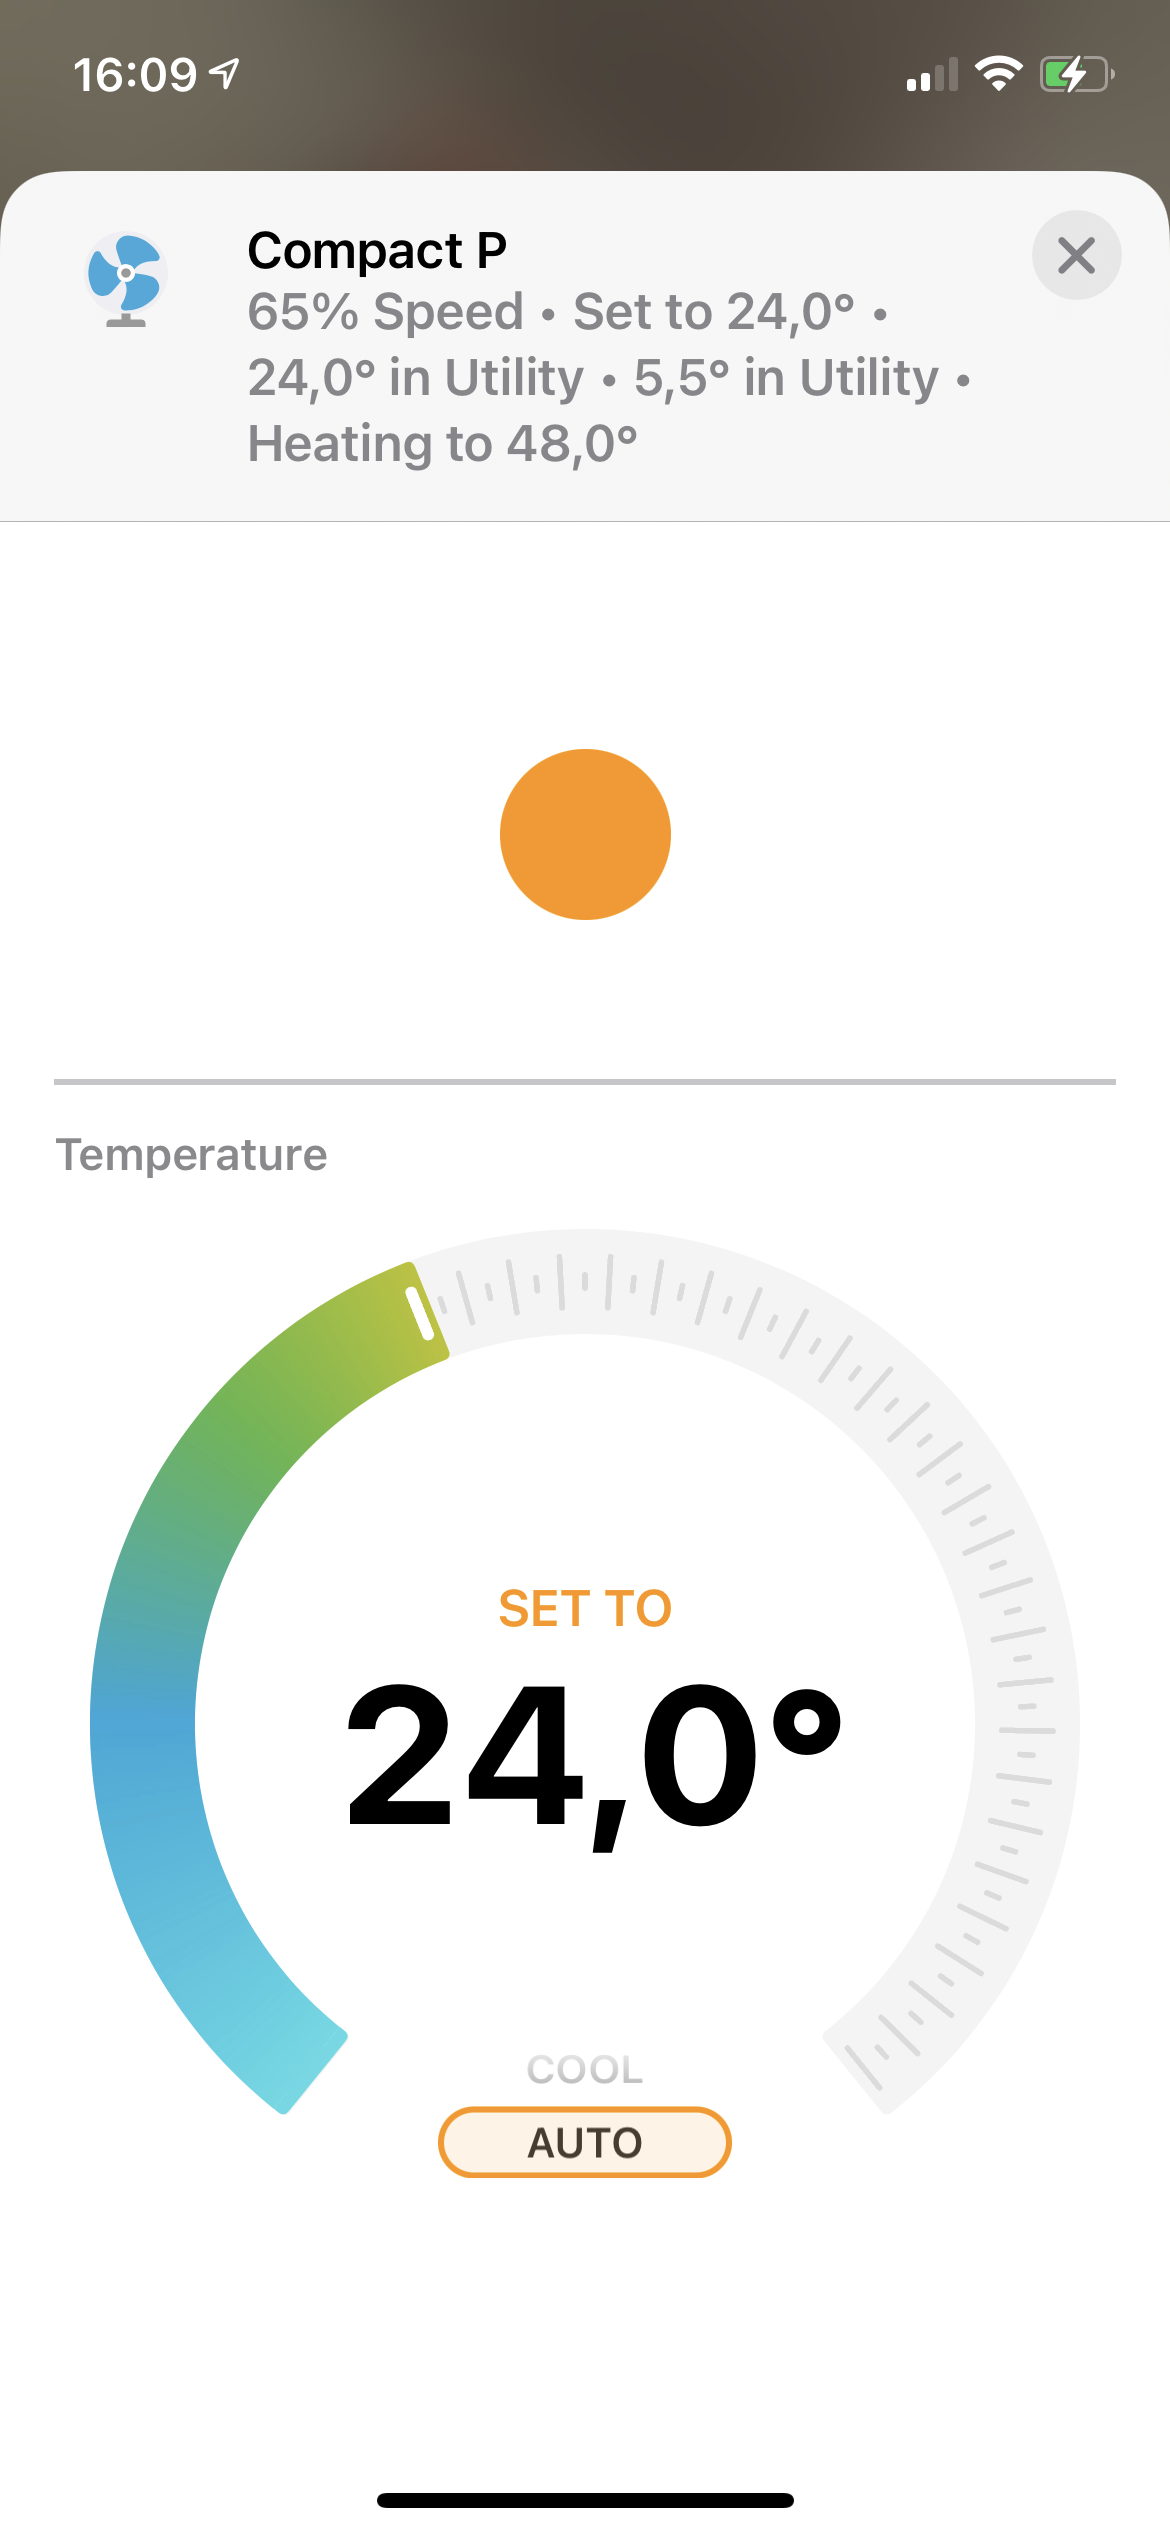 16:09
Compact P
65% Speed • Set to 24,0° •
24,0° in Utility • 5,5° in Utility •
Heating to 48,0°
Temperature
SET TO
24,0°
COOL
AUTO